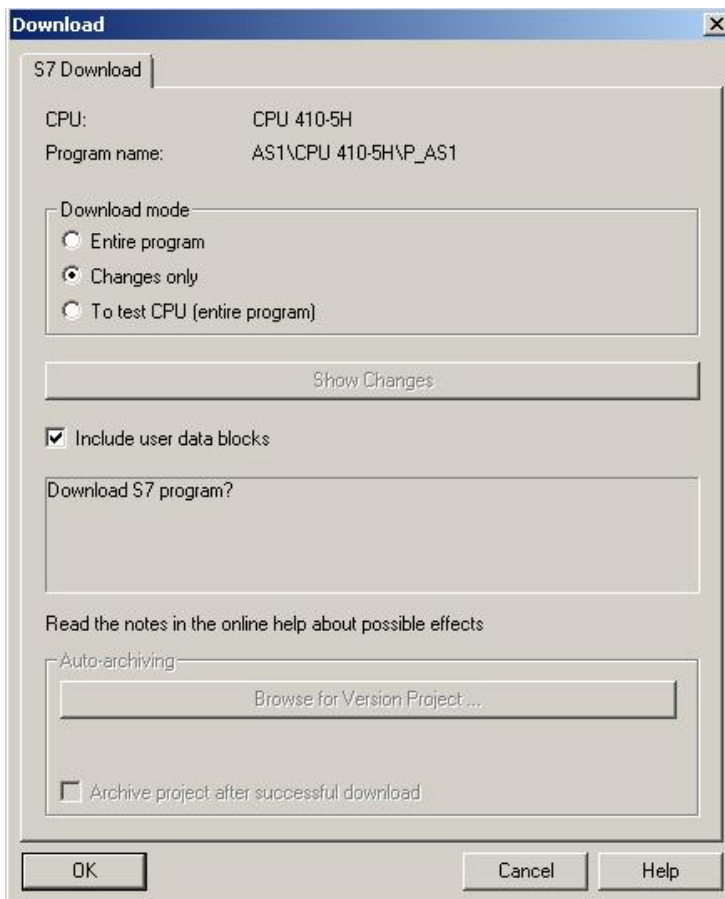 Download
S7 Download
CPU: CPU 410-5H
Program name: AS1\CPU 410-5H\P_AS1
Download mode
Entire program
Changes only
To test CPU (entire program)
Show Changes
Include user data blocks
Download S7 program?
Read the notes in the online help about possible effects
Auto-archiving
Browse for Version Project ...
Archive project after successful download
OK Cancel Help